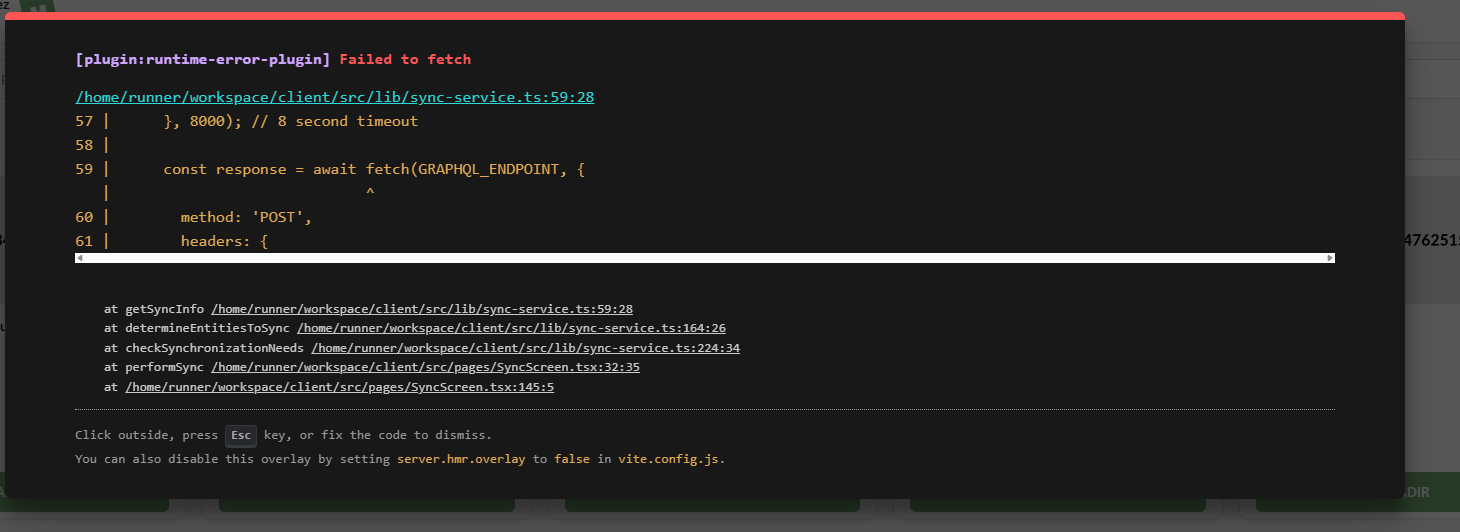 ez
M
[plugin:runtime-error-plugin] Failed to fetch
/home/runner/workspace/client/src/lib/sync-service.ts:59:28
57 |      }, 8000); // 8 second timeout
58 |
59 |      const response = await fetch(GRAPHQL_ENDPOINT, {
   |                             ^
60 |        method: 'POST',
61 |        headers: {
476251
at getSyncInfo /home/runner/workspace/client/src/lib/sync-service.ts:59:28
at determineEntitiesToSync /home/runner/workspace/client/src/lib/sync-service.ts:164:26
at checkSynchronizationNeeds /home/runner/workspace/client/src/lib/sync-service.ts:224:34
at performSync /home/runner/workspace/client/src/pages/SyncScreen.tsx:32:35
at /home/runner/workspace/client/src/pages/SyncScreen.tsx:145:5
Click outside, press Esc key, or fix the code to dismiss.
You can also disable this overlay by setting server.hmr.overlay to false in vite.config.js.
DIR